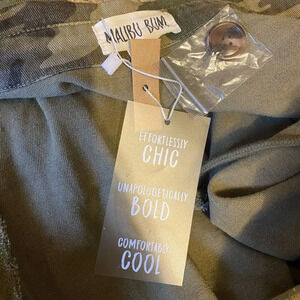 MALIBU BUM
EFFORTLESSLY
CHIC
UNAPOLOGETICALLY
BOLD
COMFORTABLY
COOL